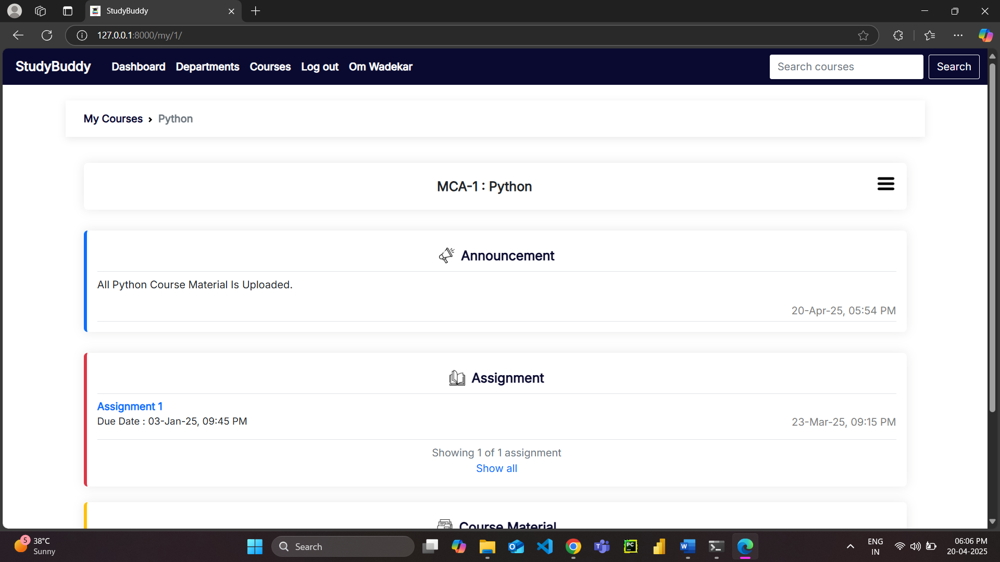 StudyBuddy
127.0.0.1:8000/my/1/
StudyBuddy Dashboard Departments Courses Log out Om Wadekar Search courses Search
My Courses › Python
MCA-1 : Python
Announcement
All Python Course Material Is Uploaded.
20-Apr-25, 05:54 PM
Assignment
Assignment 1
Due Date : 03-Jan-25, 09:45 PM
23-Mar-25, 09:15 PM
Showing 1 of 1 assignment
Show all
Course Material
5 38°C
Sunny
Search
ENG
IN
06:06 PM
20-04-2025